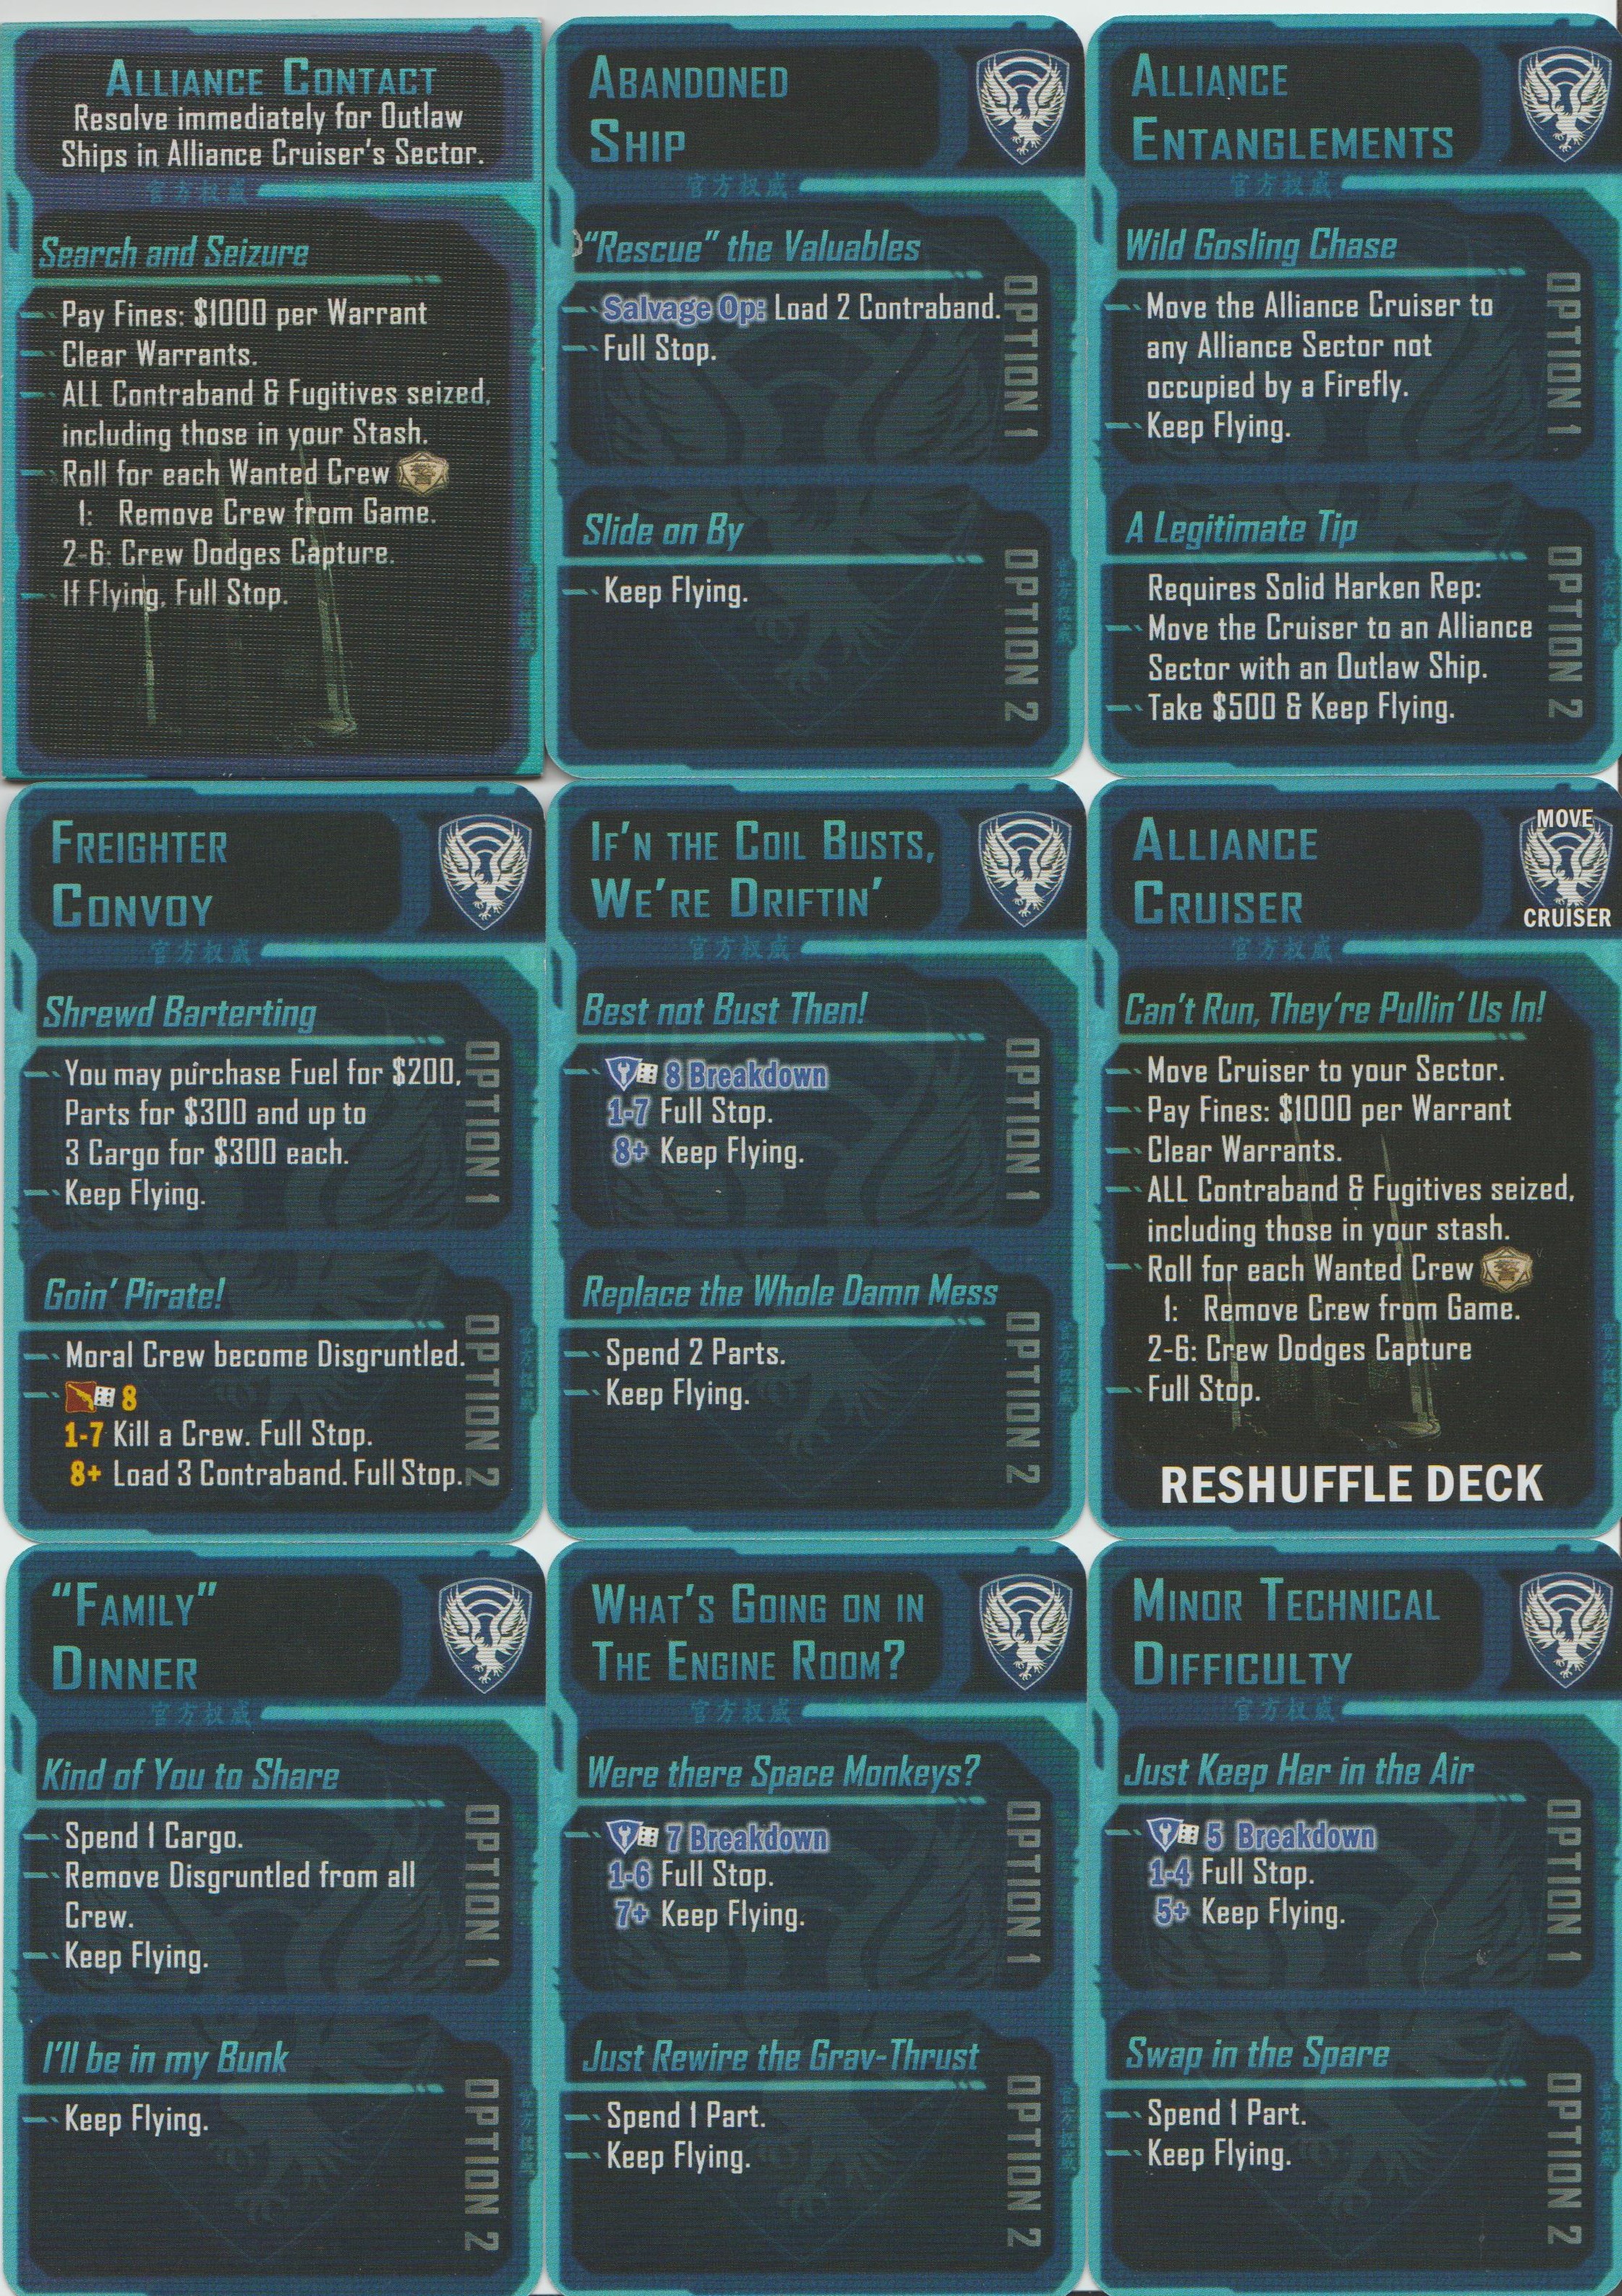 ALLIANCE CONTACT
Resolve immediately for Outlaw
Ships in Alliance Cruiser's Sector.
官方权威
Search and Seizure
Pay Fines: $1000 per Warrant
Clear Warrants.
ALL Contraband & Fugitives seized,
including those in your Stash.
Roll for each Wanted Crew
1: Remove Crew from Game.
2-6: Crew Dodges Capture.
If Flying, Full Stop.
ABANDONED
SHIP
官方权威
"Rescue" the Valuables
Salvage Op: Load 2 Contraband.
Full Stop.
OPTION 1
Slide on By
Keep Flying.
OPTION 2
ALLIANCE
ENTANGLEMENTS
官方权威
Wild Gosling Chase
Move the Alliance Cruiser to
any Alliance Sector not
occupied by a Firefly.
Keep Flying.
OPTION 1
A Legitimate Tip
Requires Solid Harken Rep:
Move the Cruiser to an Alliance
Sector with an Outlaw Ship.
Take $500 & Keep Flying.
OPTION 2
FREIGHTER
CONVOY
官方权威
Shrewd Barterting
You may purchase Fuel for $200,
Parts for $300 and up to
3 Cargo for $300 each.
Keep Flying.
OPTION 1
Goin' Pirate!
Moral Crew become Disgruntled.
8
1-7 Kill a Crew. Full Stop.
8+ Load 3 Contraband. Full Stop.
OPTION 2
IF'N THE COIL BUSTS,
WE'RE DRIFTIN'
官方权威
Best not Bust Then!
8 Breakdown
1-7 Full Stop.
8+ Keep Flying.
OPTION 1
Replace the Whole Damn Mess
Spend 2 Parts.
Keep Flying.
OPTION 2
ALLIANCE
CRUISER
MOVE
CRUISER
官方权威
Can't Run, They're Pullin' Us In!
Move Cruiser to your Sector.
Pay Fines: $1000 per Warrant
Clear Warrants.
ALL Contraband & Fugitives seized,
including those in your stash.
Roll for each Wanted Crew
1: Remove Crew from Game.
2-6: Crew Dodges Capture
Full Stop.
RESHUFFLE DECK
"FAMILY"
DINNER
官方权威
Kind of You to Share
Spend 1 Cargo.
Remove Disgruntled from all
Crew.
Keep Flying.
OPTION 1
I'll be in my Bunk
Keep Flying.
OPTION 2
WHAT'S GOING ON IN
THE ENGINE ROOM?
官方权威
Were there Space Monkeys?
7 Breakdown
1-6 Full Stop.
7+ Keep Flying.
OPTION 1
Just Rewire the Grav-Thrust
Spend 1 Part.
Keep Flying.
OPTION 2
MINOR TECHNICAL
DIFFICULTY
官方权威
Just Keep Her in the Air
5 Breakdown
1-4 Full Stop.
5+ Keep Flying.
OPTION 1
Swap in the Spare
Spend 1 Part.
Keep Flying.
OPTION 2